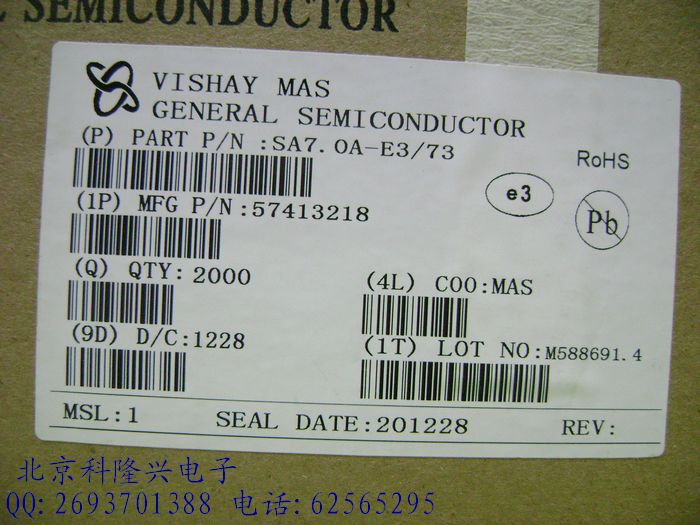 SEMICONDUCTOR
VISHAY MAS
GENERAL SEMICONDUCTOR
(P) PART P/N :SA7.0A-E3/73
RoHS
e3
Pb
(1P) MFG P/N:57413218
(Q) QTY:2000
(4L) COO:MAS
(9D) D/C:1228
(1T) LOT NO:M588691.4
MSL:1 SEAL DATE:201228 REV:
北京科隆兴电子
QQ:2693701388 电话:62565295